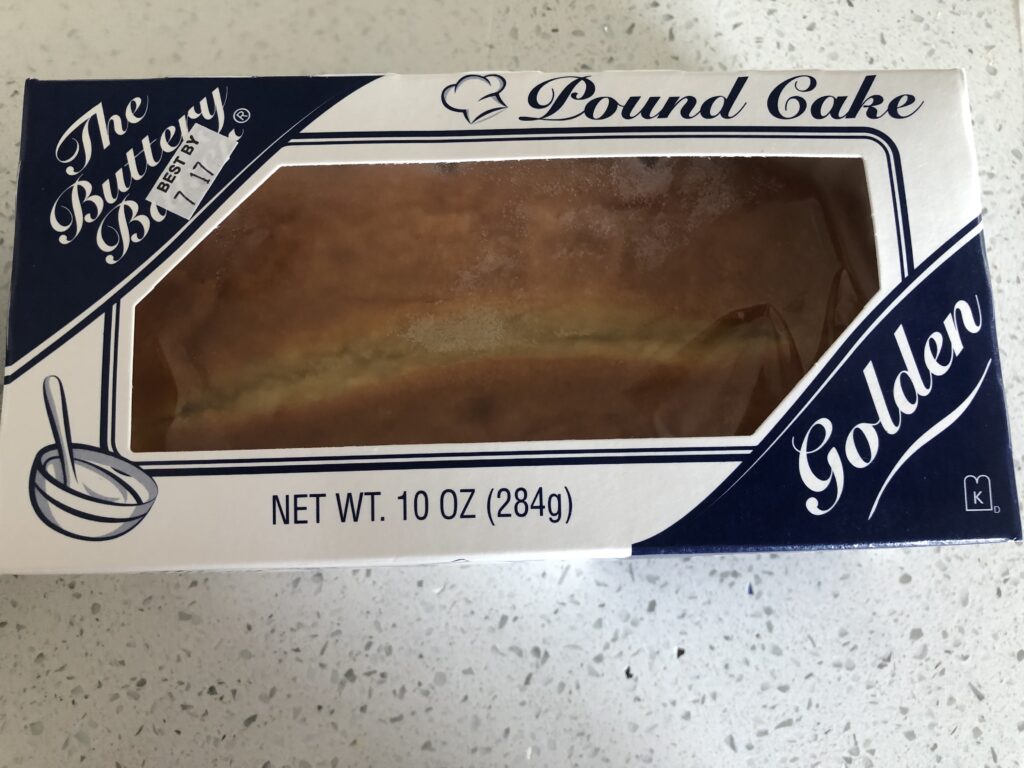 The
Buttery
BEST BY
7 17
®
Pound Cake
Golden
NET WT. 10 OZ (284g)
K
D